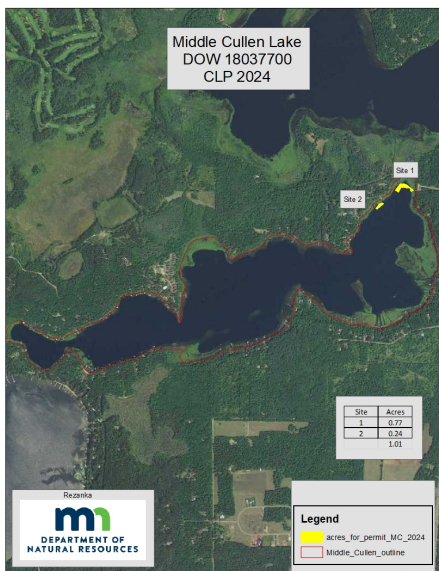 Middle Cullen Lake
DOW 18037700
CLP 2024
Site 1
Site 2
Site Acres
1 0.77
2 0.24
1.01
Rezanka
DEPARTMENT OF
NATURAL RESOURCES
Legend
acres_for_permit_MC_2024
Middle_Cullen_outline